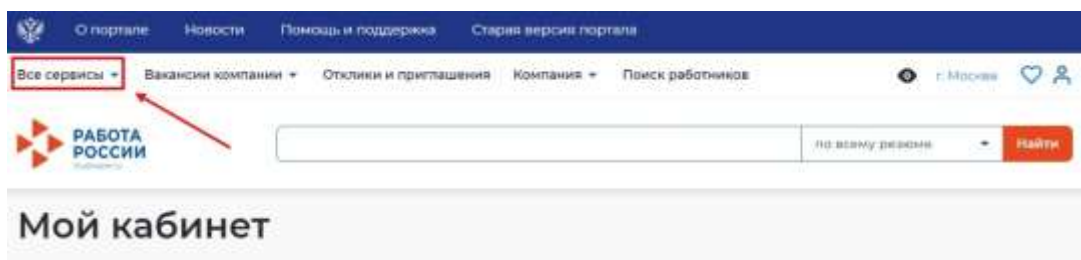 О портале Новости Помощь и поддержка Старая версия портала
Все сервисы Вакансии компании Отклики и приглашения Компания Поиск работников г. Москва
РАБОТА
РОССИИ
по всему резюме Найти
Мой кабинет